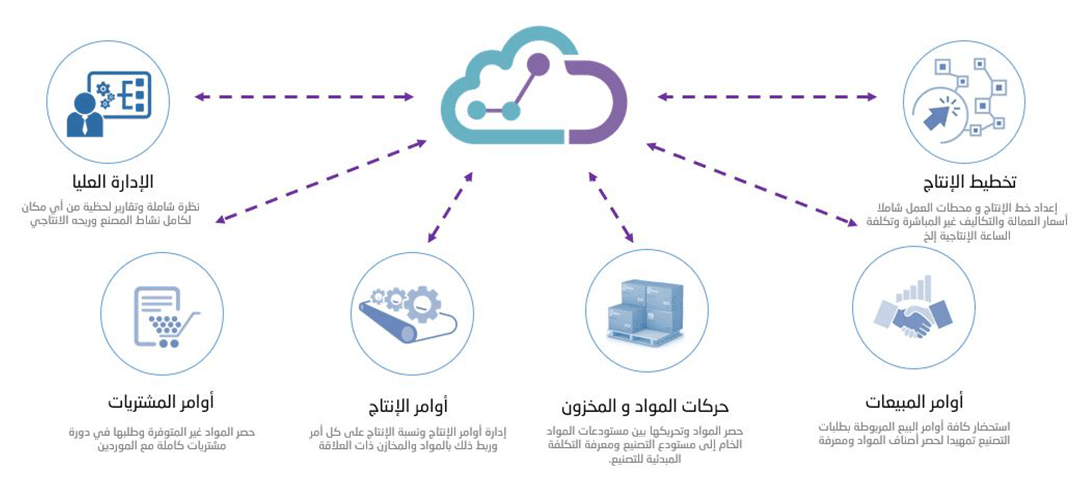 تخطيط الإنتاج
إعداد خط الإنتاج و محطات العمل شاملا
أسعار العمالة والتكاليف غير المباشرة وتكلفة
الساعة الإنتاجية إلخ
الإدارة العليا
نظرة شاملة وتقارير لحظية من أي مكان
لكامل نشاط المصنع وربحه الانتاجي
أوامر المبيعات
استحضار كافة أوامر البيع المربوطة بطلبات
التصنيع تمهيدا لحصر أصناف المواد ومعرفة
حركات المواد و المخزون
حصر المواد وتحريكها بين مستودعات المواد
الخام إلى مستودع التصنيع ومعرفة التكلفة
المبدئية للتصنيع.
أوامر الإنتاج
إدارة أوامر الإنتاج ونسبة الإنتاج على كل أمر
وربط ذلك بالمواد والمخازن ذات العلاقة
أوامر المشتريات
حصر المواد غير المتوفرة وطلبها في دورة
مشتريات كاملة مع الموردين